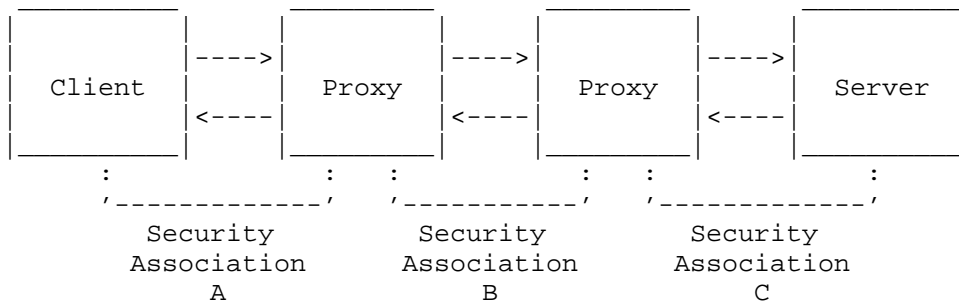 Client Proxy Proxy Server
Security Security Security
Association Association Association
A B C